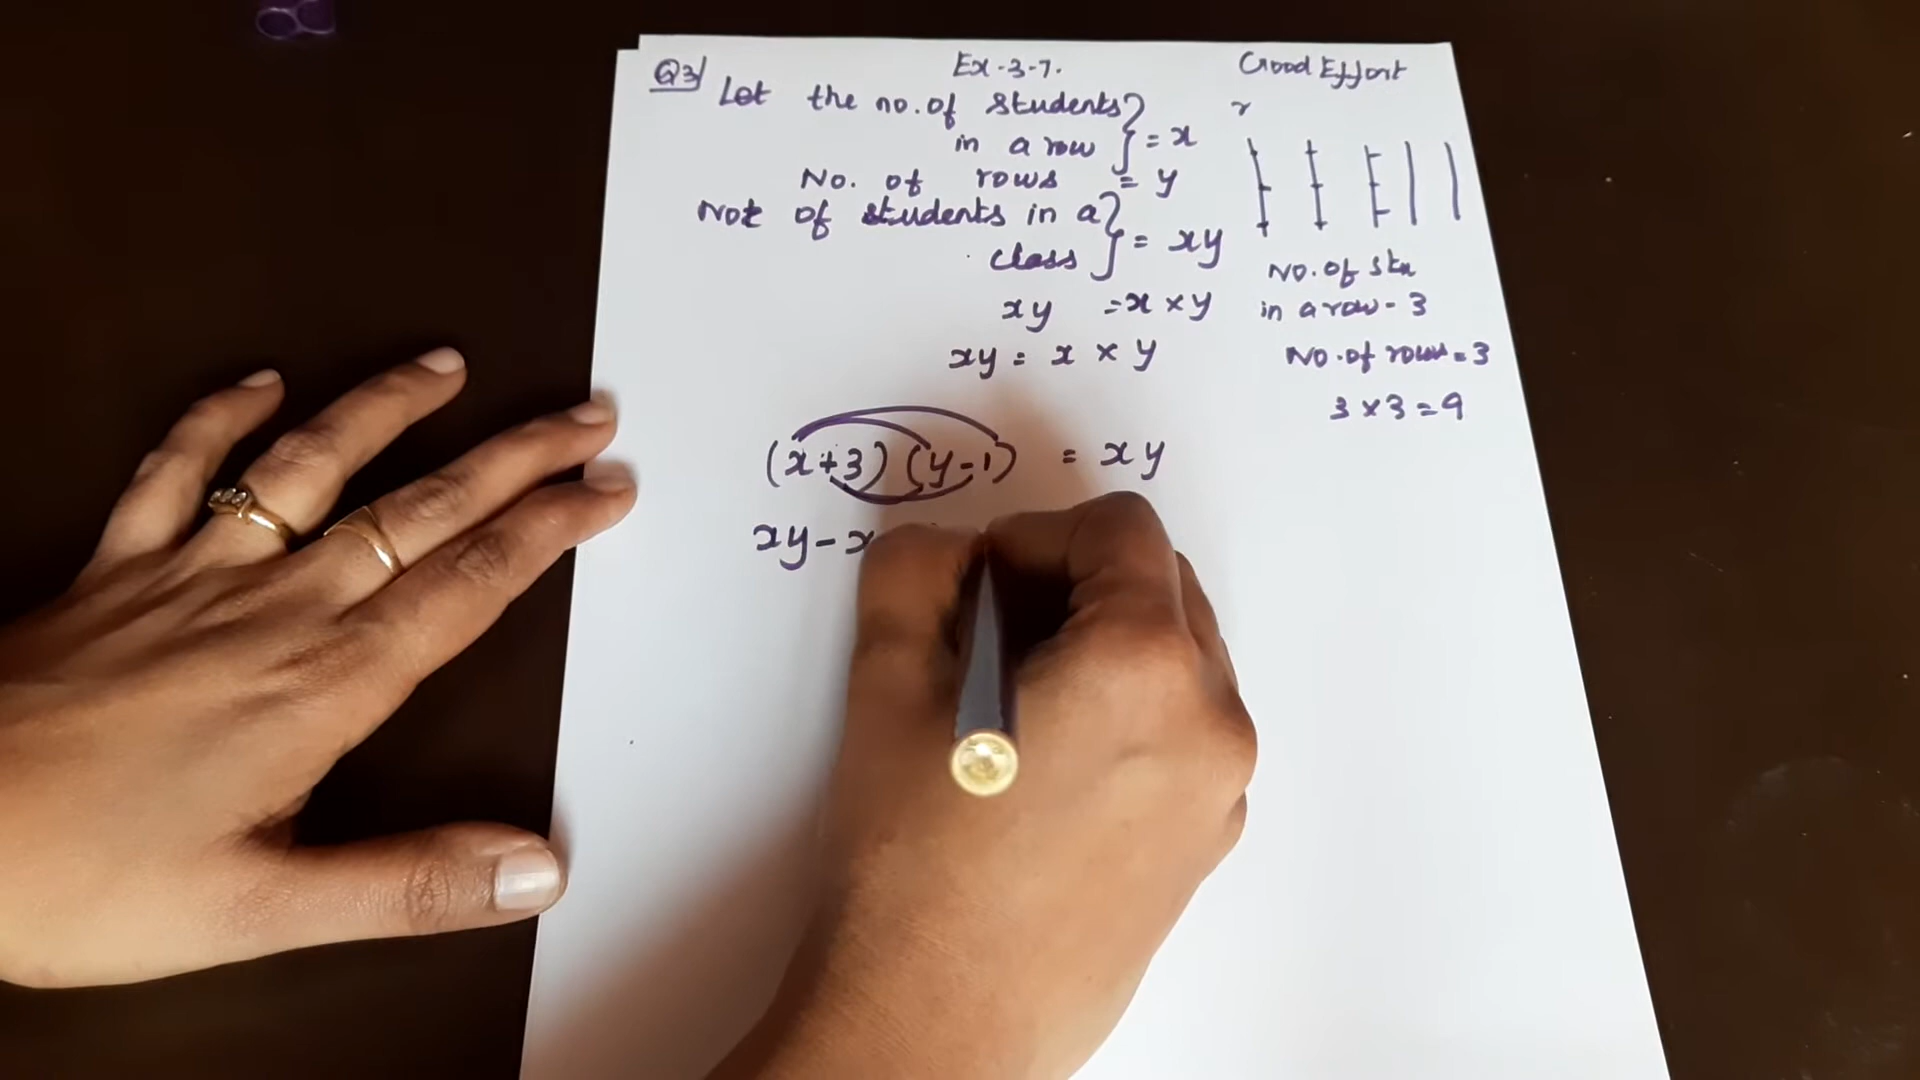 Ex-3-7.
Good Effort
Q3/ Let the no. of students
in a row } = x
No. of rows = y
Not of students in a
class } = xy
xy = x × y
xy = x × y
r
No. of stu
in a row - 3
No. of rows = 3
3 × 3 = 9
(x+3) (y-1) = xy
xy-x